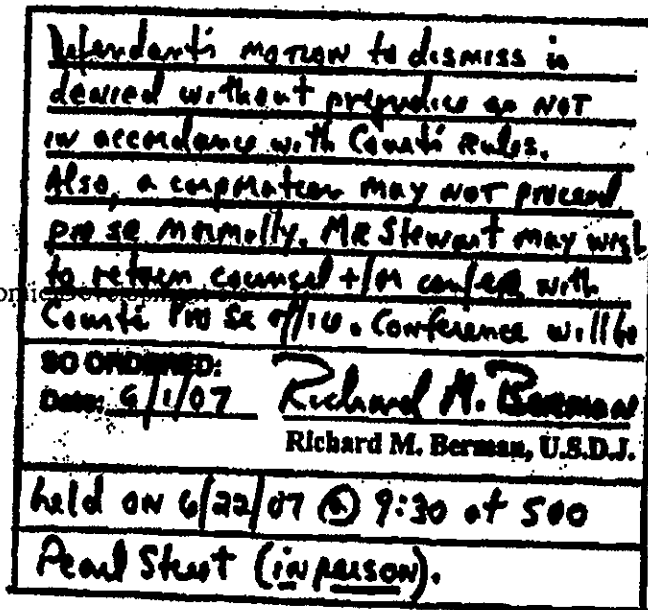 Defendant's motion to dismiss is
denied without prejudice as NOT
in accordance with Court's Rules.
Also, a corporation may NOT proceed
pro se normally. Mr Stewart may wish
to retain counsel +/or confer with
Court's Pro Se office. Conference will be
SO ORDERED:
Date: 6/1/07 Richard M. Berman
Richard M. Berman, U.S.D.J.
held ON 6/22/07 @ 9:30 at 500
Pearl Street (in person).